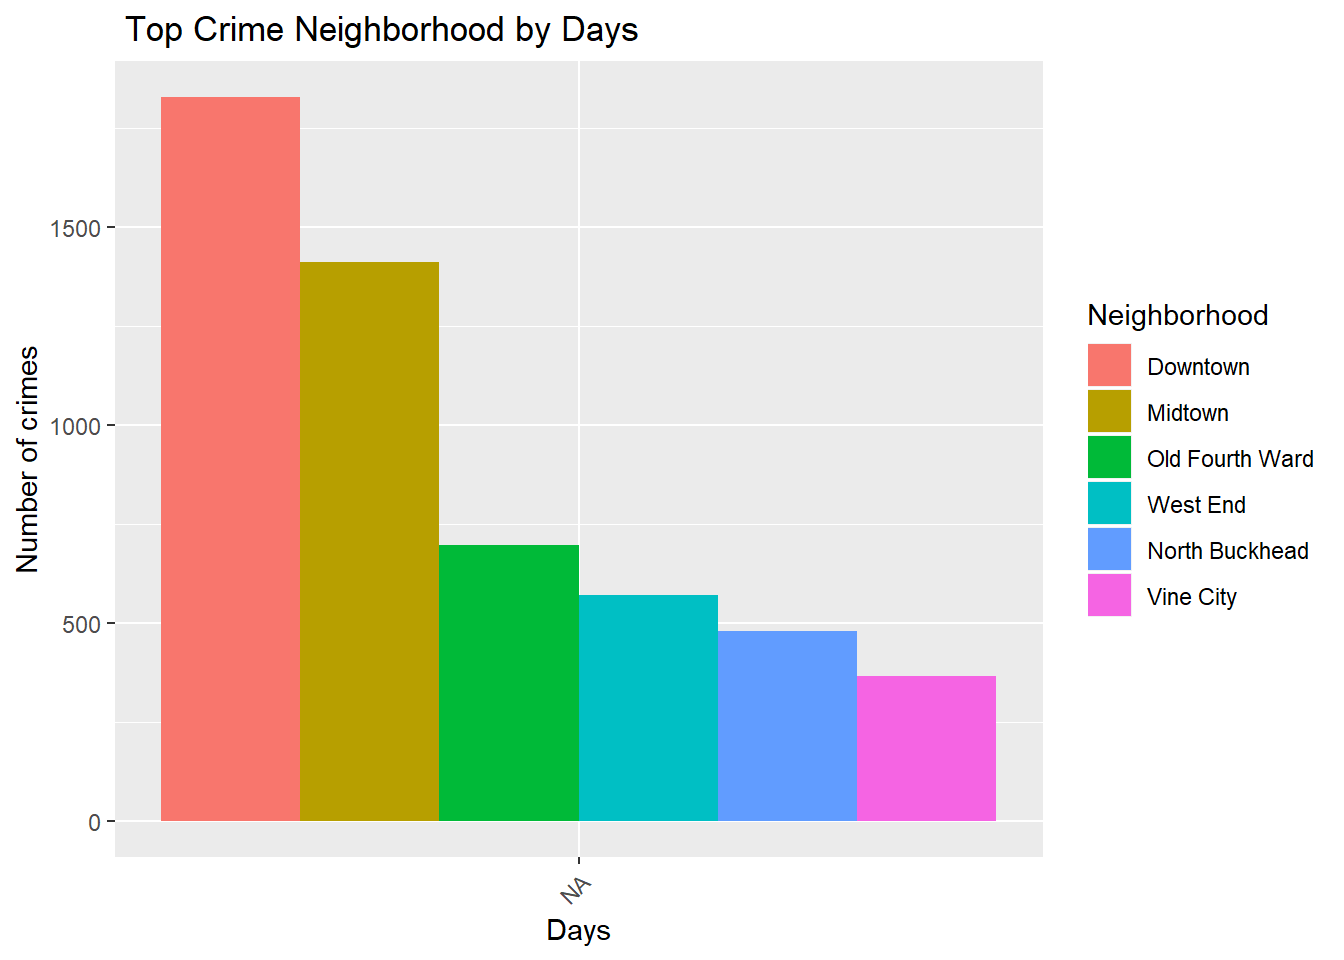 Top Crime Neighborhood by Days
Number of crimes
1500
1000
500
0
NA
Days
Neighborhood
Downtown
Midtown
Old Fourth Ward
West End
North Buckhead
Vine City